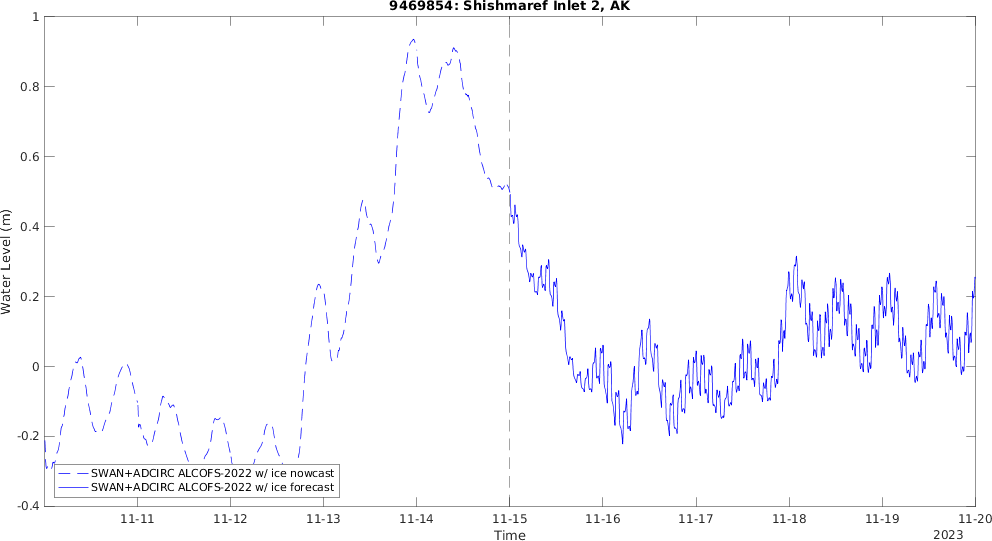 9469854: Shishmaref Inlet 2, AK
Water Level (m)
1
0.8
0.6
0.4
0.2
0
-0.2
-0.4
SWAN+ADCIRC ALCOFS-2022 w/ ice nowcast
SWAN+ADCIRC ALCOFS-2022 w/ ice forecast
11-11 11-12 11-13 11-14 11-15 11-16 11-17 11-18 11-19 11-20
Time
2023